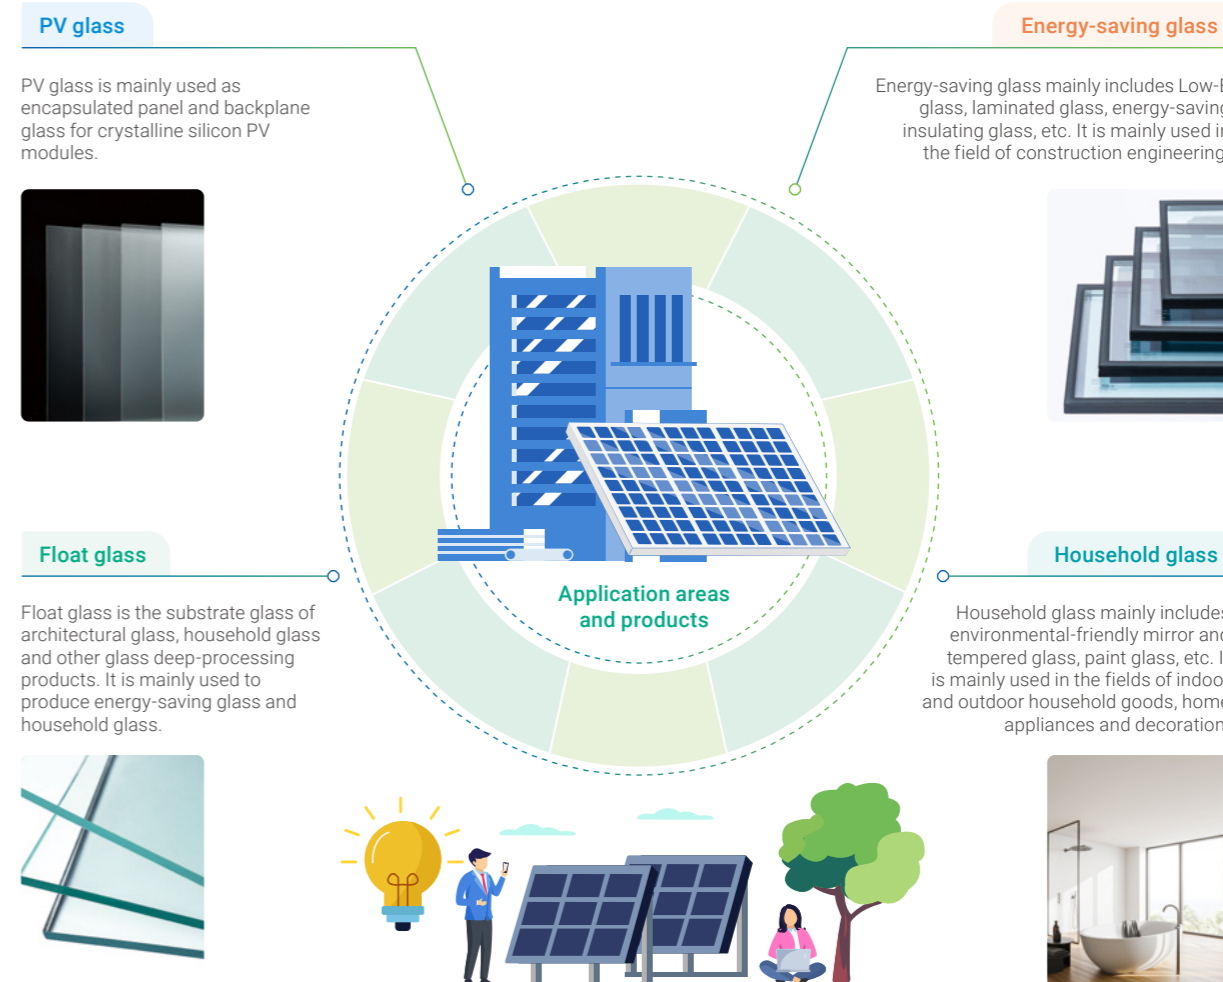 PV glass
PV glass is mainly used as
encapsulated panel and backplane
glass for crystalline silicon PV
modules.
Energy-saving glass
Energy-saving glass mainly includes Low-E
glass, laminated glass, energy-saving
insulating glass, etc. It is mainly used in
the field of construction engineering
Application areas
and products
Float glass
Float glass is the substrate glass of
architectural glass, household glass
and other glass deep-processing
products. It is mainly used to
produce energy-saving glass and
household glass.
Household glass
Household glass mainly includes
environmental-friendly mirror and
tempered glass, paint glass, etc.
is mainly used in the fields of indoor
and outdoor household goods, home
appliances and decoration